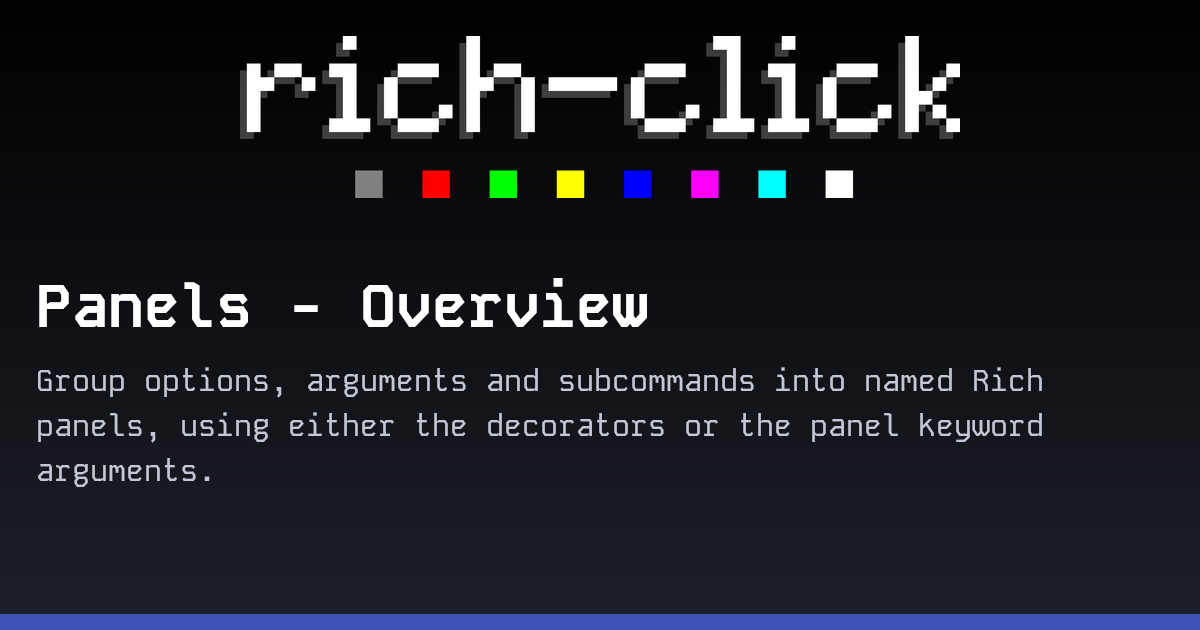 rich-click
Panels - Overview
Group options, arguments and subcommands into named Rich
panels, using either the decorators or the panel keyword
arguments.